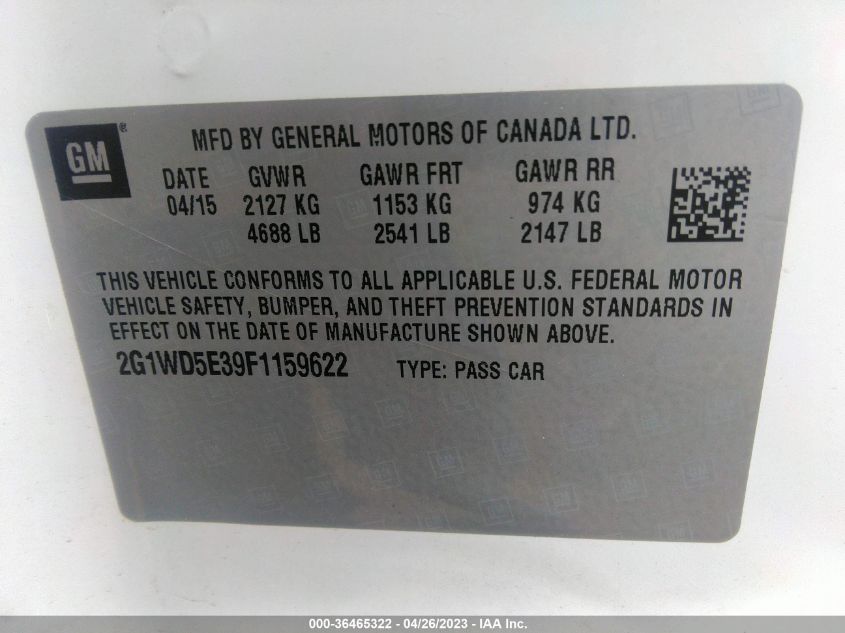 GM®
MFD BY GENERAL MOTORS OF CANADA LTD.
DATE GVWR GAWR FRT GAWR RR
04/15 2127 KG 1153 KG 974 KG
4688 LB 2541 LB 2147 LB
THIS VEHICLE CONFORMS TO ALL APPLICABLE U.S. FEDERAL MOTOR
VEHICLE SAFETY, BUMPER, AND THEFT PREVENTION STANDARDS IN
EFFECT ON THE DATE OF MANUFACTURE SHOWN ABOVE.
2G1WD5E39F1159622 TYPE: PASS CAR
000-36465322 - 04/26/2023 - IAA Inc.